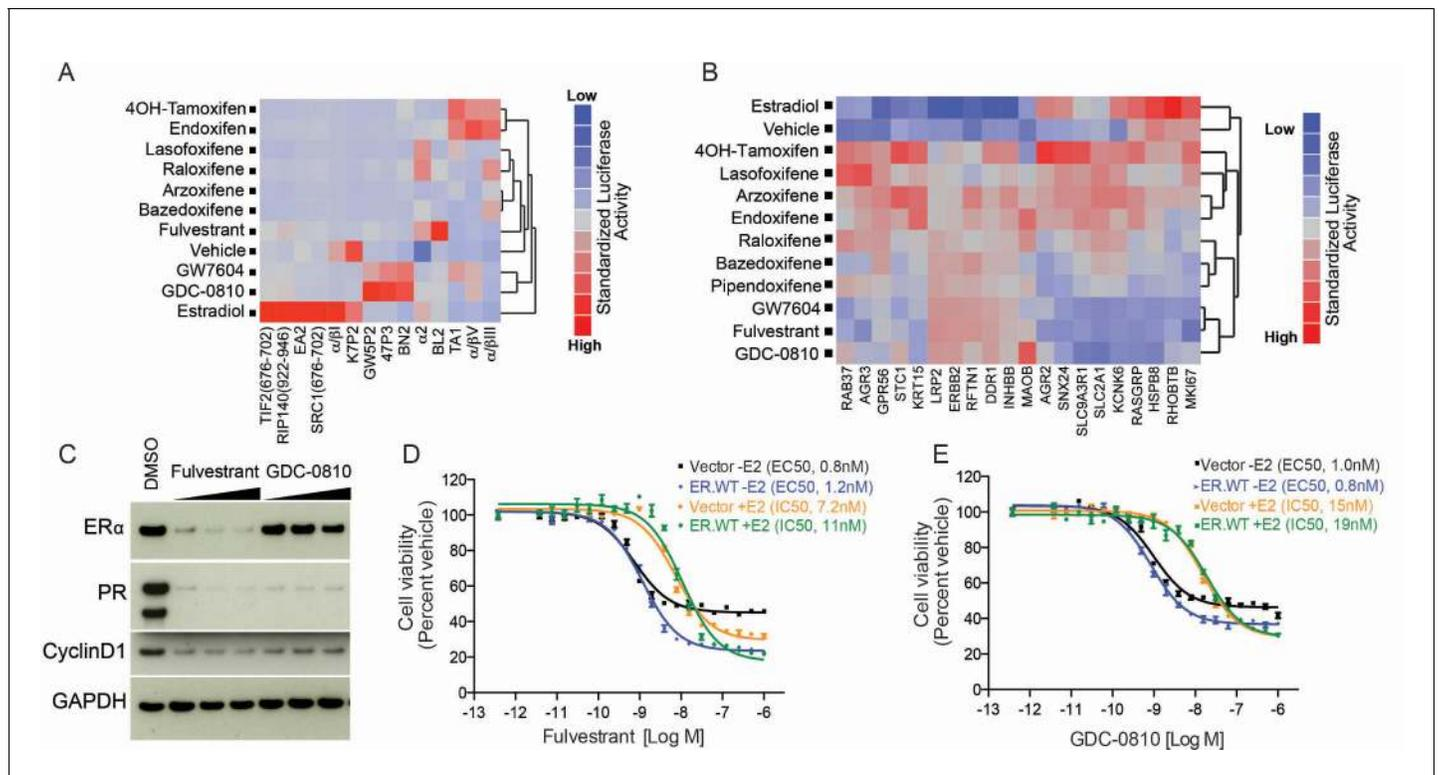 A
4OH-Tamoxifen
Endoxifen
Lasofoxifene
Raloxifene
Arzoxifene
Bazedoxifene
Fulvestrant
Vehicle
GW7604
GDC-0810
Estradiol
TIF2(676-702)
RIP140(922-946)
EA2
SRC1(676-702)
α/βI
K7P2
GW5P2
47P3
BN2
α2
BL2
TA1
α/βV
α/βIII
Low
Standardized Luciferase
Activity
High
B
Estradiol
Vehicle
4OH-Tamoxifen
Lasofoxifene
Arzoxifene
Endoxifene
Raloxifene
Bazedoxifene
Pipendoxifene
GW7604
Fulvestrant
GDC-0810
RAB37
AGR3
GPR56
STC1
KRT15
LRP2
ERBB2
RFTN1
DDR1
INHBB
MAOB
AGR2
SNX24
SLC9A3R1
SLC2A1
KCNK6
RASGRP
HSPB8
RHOBTB
MKI67
Low
Standardized Luciferase
Activity
High
C
DMSO
Fulvestrant GDC-0810
ERα
PR
CyclinD1
GAPDH
D
Vector -E2 (EC50, 0.8nM)
ER.WT -E2 (EC50, 1.2nM)
Vector +E2 (IC50, 7.2nM)
ER.WT +E2 (IC50, 11nM)
Cell viability
(Percent vehicle)
120
100
80
60
40
20
0
-13 -12 -11 -10 -9 -8 -7 -6
Fulvestrant [Log M]
E
Vector -E2 (EC50, 1.0nM)
ER.WT -E2 (EC50, 0.8nM)
Vector +E2 (IC50, 15nM)
ER.WT +E2 (IC50, 19nM)
Cell viability
(Percent vehicle)
120
100
80
60
40
20
0
-13 -12 -11 -10 -9 -8 -7 -6
GDC-0810 [Log M]